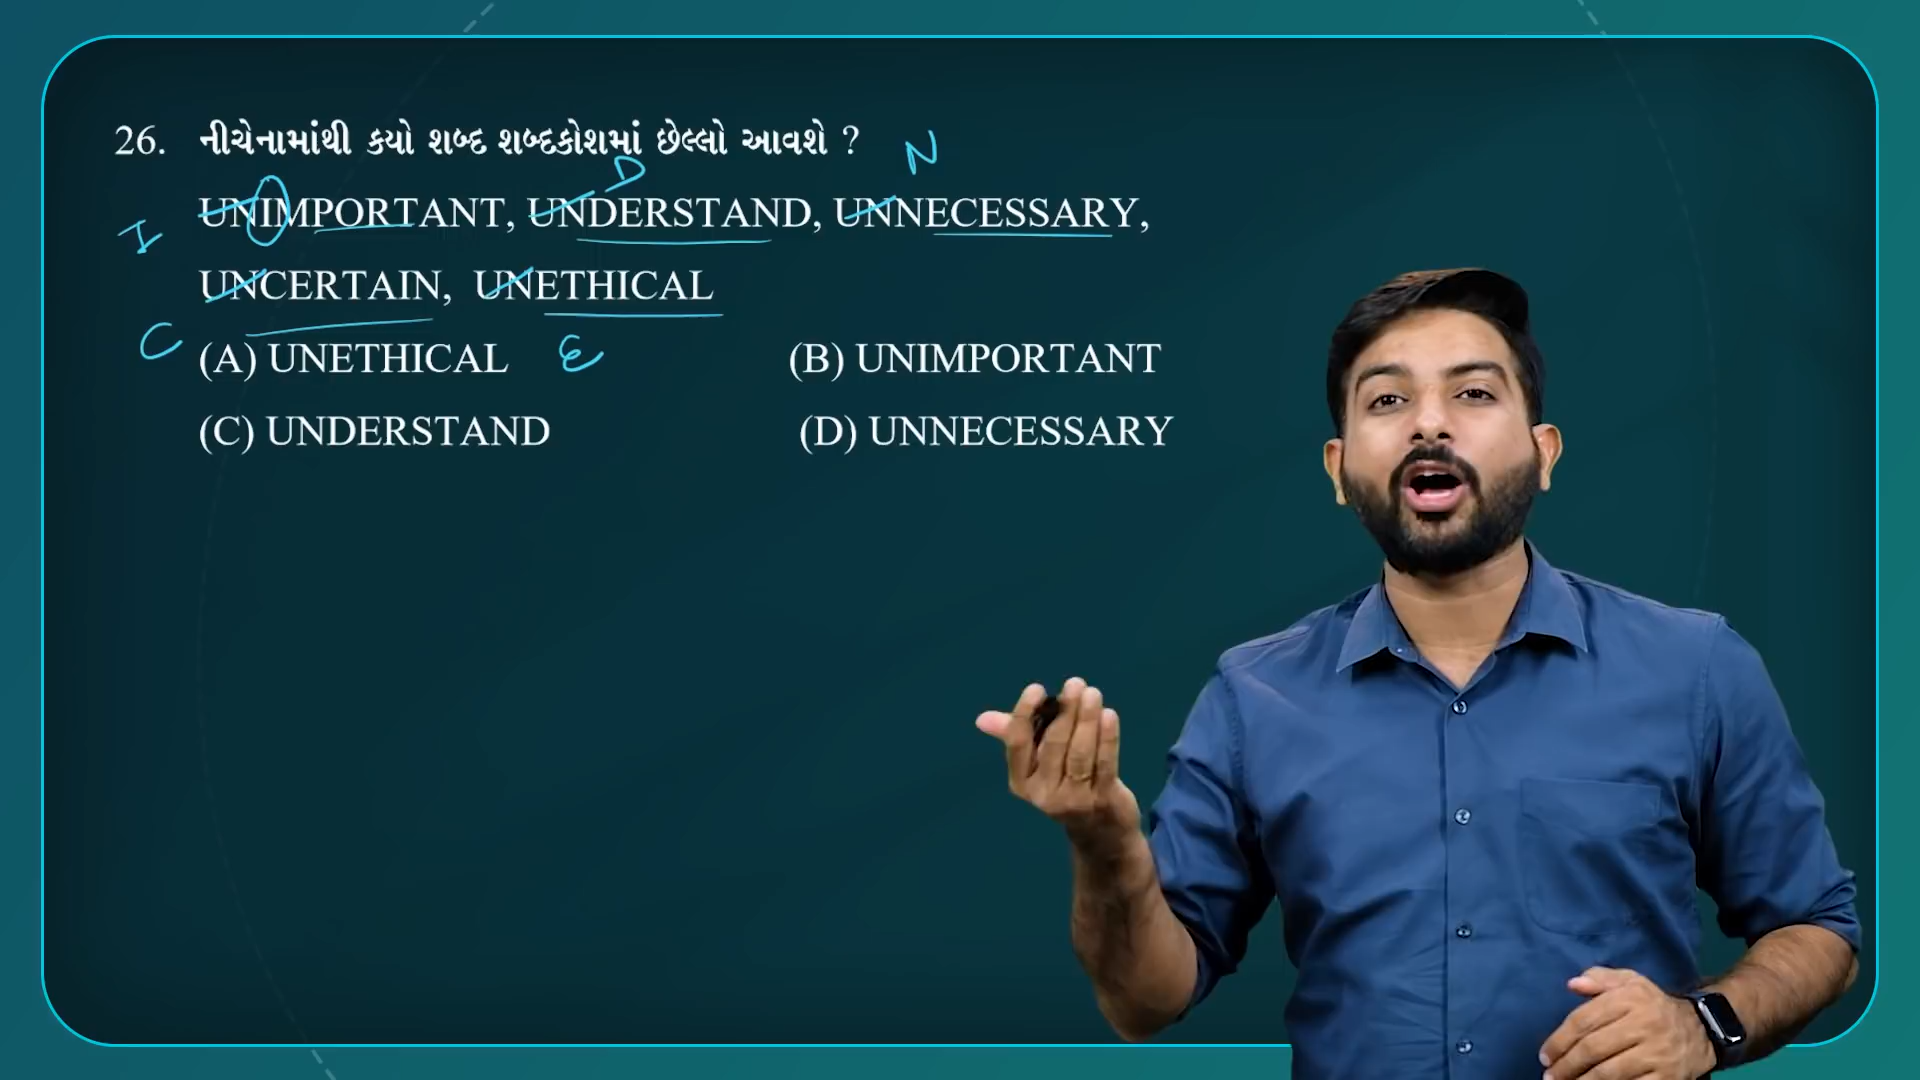 26. નીચેનામાંથી કયો શબ્દ શબ્દકોશમાં છેલ્લો આવશે ?
D N
UNIMPORTANT, UNDERSTAND, UNNECESSARY,
I
UNCERTAIN, UNETHICAL
C
(A) UNETHICAL E (B) UNIMPORTANT
(C) UNDERSTAND (D) UNNECESSARY